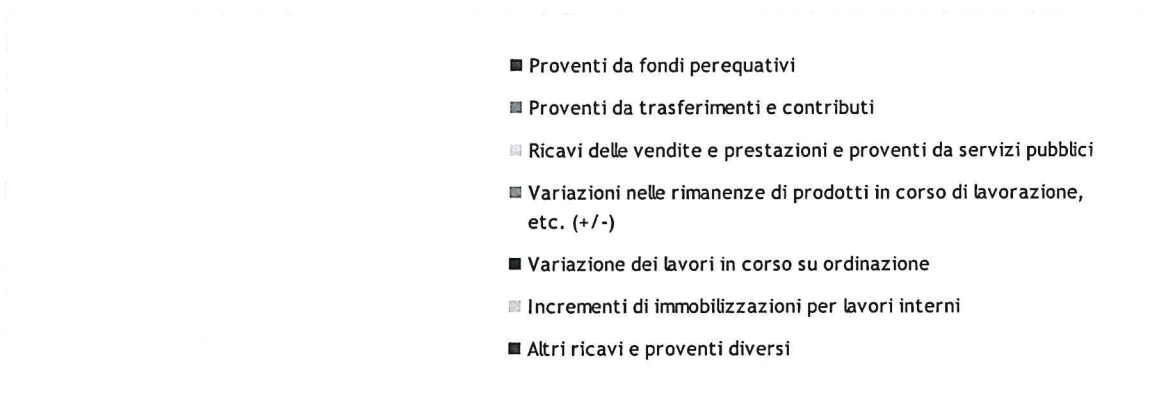 Proventi da fondi perequativi
Proventi da trasferimenti e contributi
Ricavi delle vendite e prestazioni e proventi da servizi pubblici
Variazioni nelle rimanenze di prodotti in corso di lavorazione,
etc. (+/-)
Variazione dei lavori in corso su ordinazione
Incrementi di immobilizzazioni per lavori interni
Altri ricavi e proventi diversi